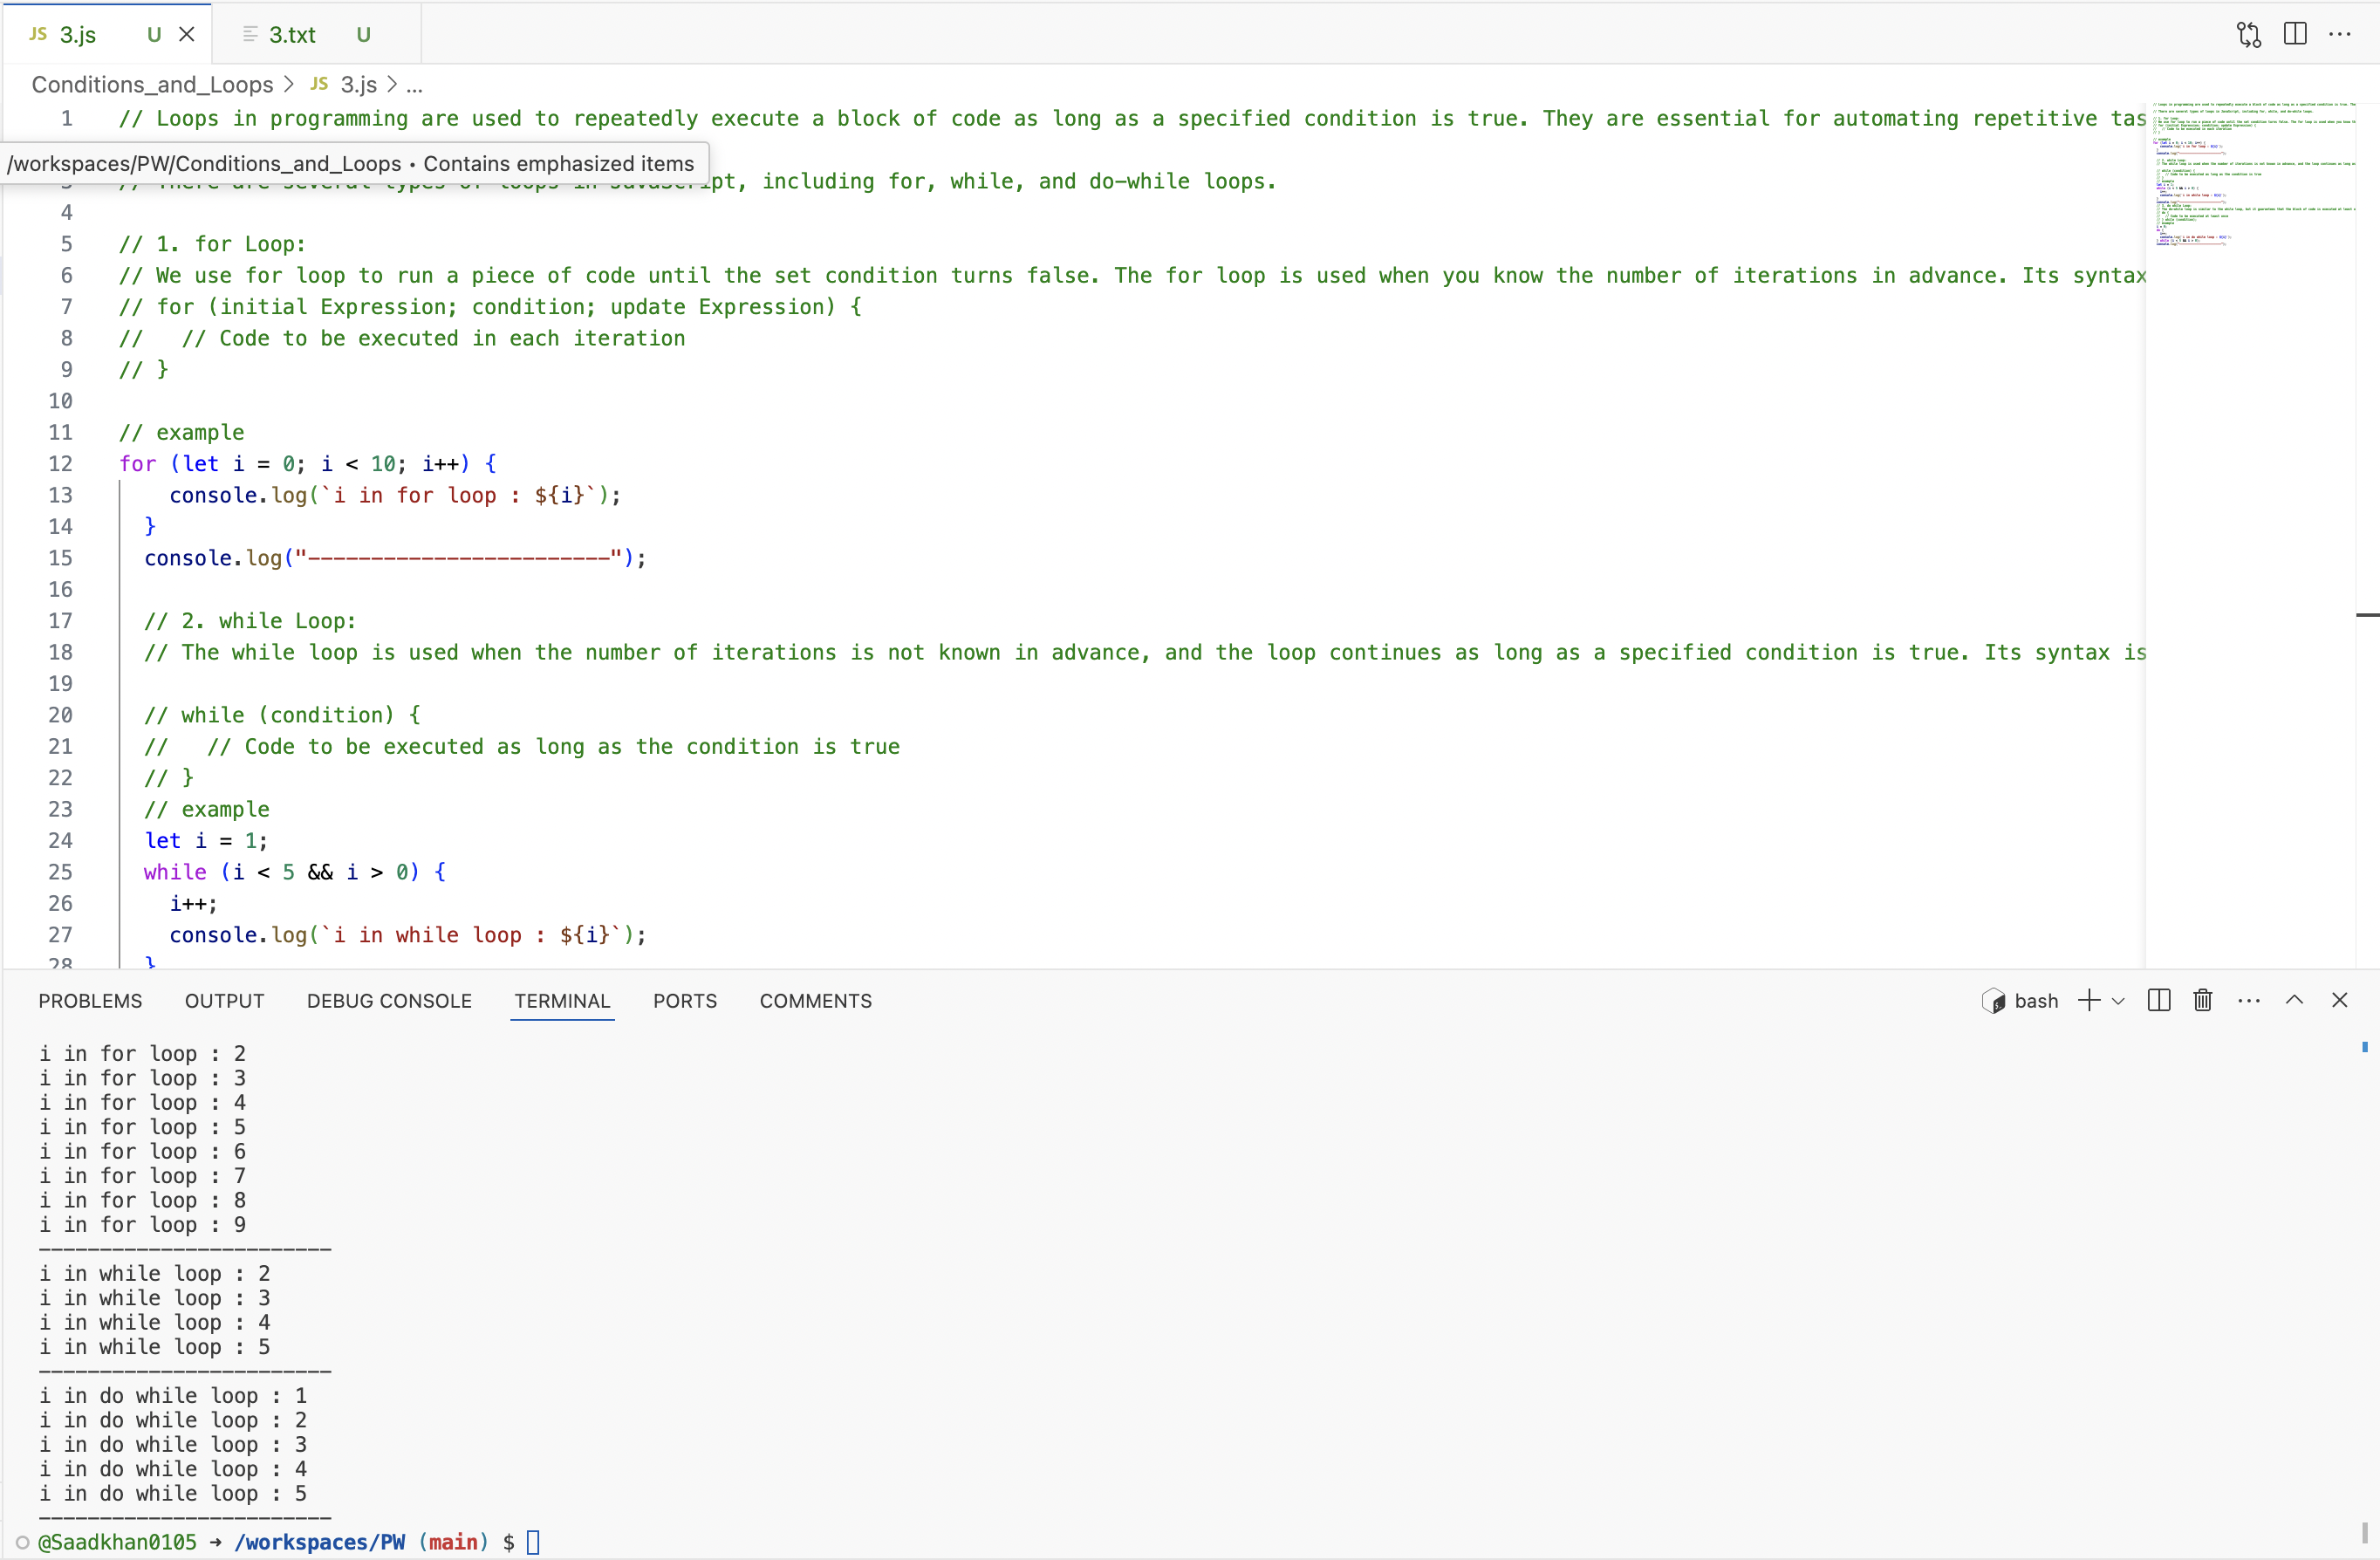 JS 3.js U
3.txt U
Conditions_and_Loops > JS 3.js > ...
1 // Loops in programming are used to repeatedly execute a block of code as long as a specified condition is true. They are essential for automating repetitive tas
/workspaces/PW/Conditions_and_Loops • Contains emphasized items
3 // There are several types of loops in JavaScript, including for, while, and do-while loops.
4
5 // 1. for Loop:
6 // We use for loop to run a piece of code until the set condition turns false. The for loop is used when you know the number of iterations in advance. Its syntax
7 // for (initial Expression; condition; update Expression) {
8 //   // Code to be executed in each iteration
9 // }
10
11 // example
12 for (let i = 0; i < 10; i++) {
13     console.log(`i in for loop : ${i}`);
14   }
15   console.log("------------------------");
16
17   // 2. while Loop:
18   // The while loop is used when the number of iterations is not known in advance, and the loop continues as long as a specified condition is true. Its syntax is
19
20   // while (condition) {
21   //   // Code to be executed as long as the condition is true
22   // }
23   // example
24   let i = 1;
25   while (i < 5 && i > 0) {
26     i++;
27     console.log(`i in while loop : ${i}`);
28   }
PROBLEMS OUTPUT DEBUG CONSOLE TERMINAL PORTS COMMENTS
bash
i in for loop : 2
i in for loop : 3
i in for loop : 4
i in for loop : 5
i in for loop : 6
i in for loop : 7
i in for loop : 8
i in for loop : 9
------------------------
i in while loop : 2
i in while loop : 3
i in while loop : 4
i in while loop : 5
------------------------
i in do while loop : 1
i in do while loop : 2
i in do while loop : 3
i in do while loop : 4
i in do while loop : 5
------------------------
@Saadkhan0105 → /workspaces/PW (main) $